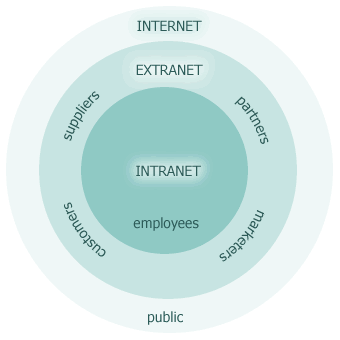 INTERNET
EXTRANET
suppliers
partners
INTRANET
employees
customers
marketers
public